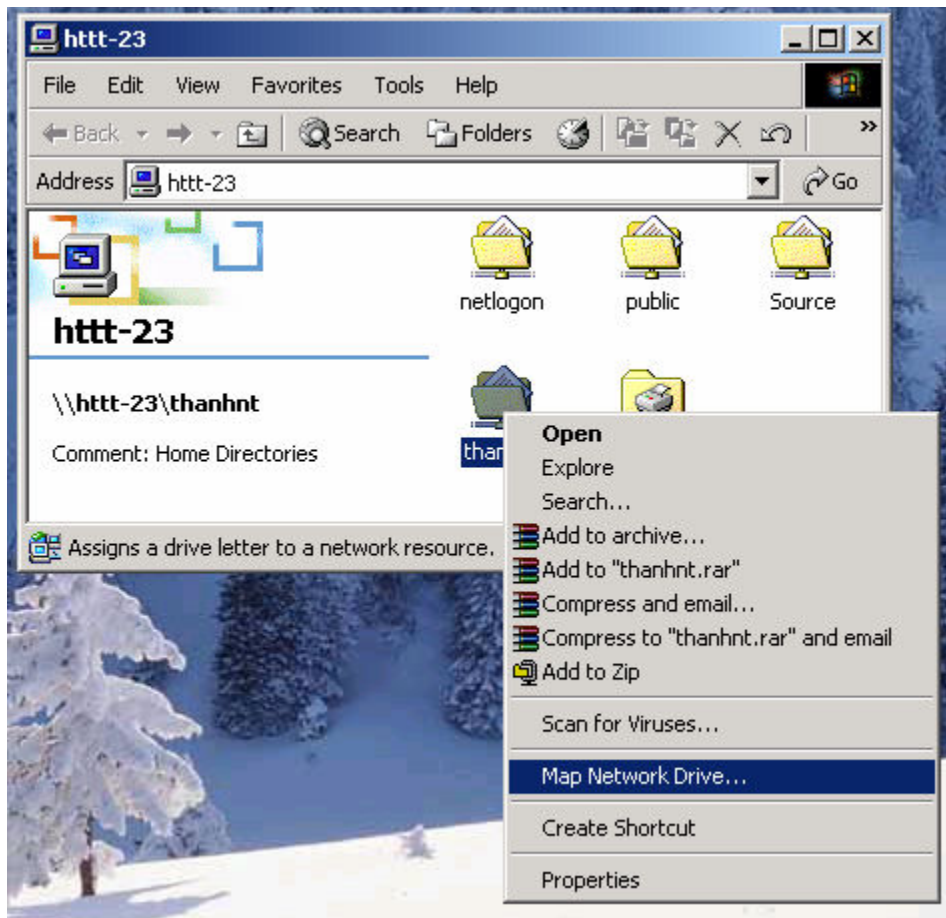 httt-23
File Edit View Favorites Tools Help
Back Search Folders »
Address httt-23 Go
netlogon public Source
httt-23
\\httt-23\thanhnt
Comment: Home Directories
Assigns a drive letter to a network resource.
Open
Explore
Search...
Add to archive...
Add to "thanhnt.rar"
Compress and email...
Compress to "thanhnt.rar" and email
Add to Zip
Scan for Viruses...
Map Network Drive...
Create Shortcut
Properties